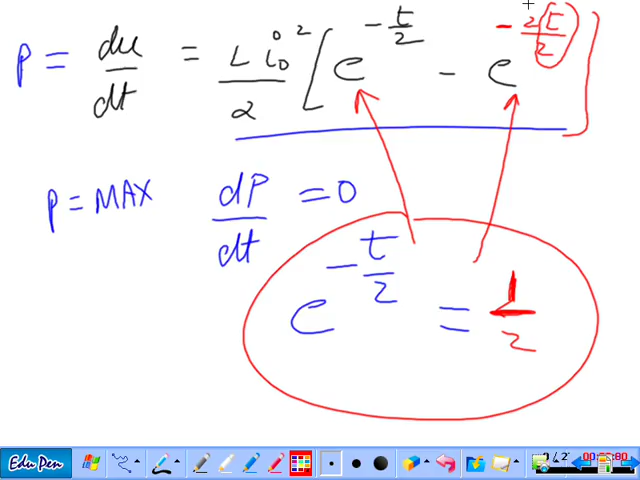 P = du/dt = L i₀²/2 [ e^(-t/2) - e^(-2(t/2)) ]
P = MAX dP/dt = 0
e^(-t/2) = 1/2
Edu Pen